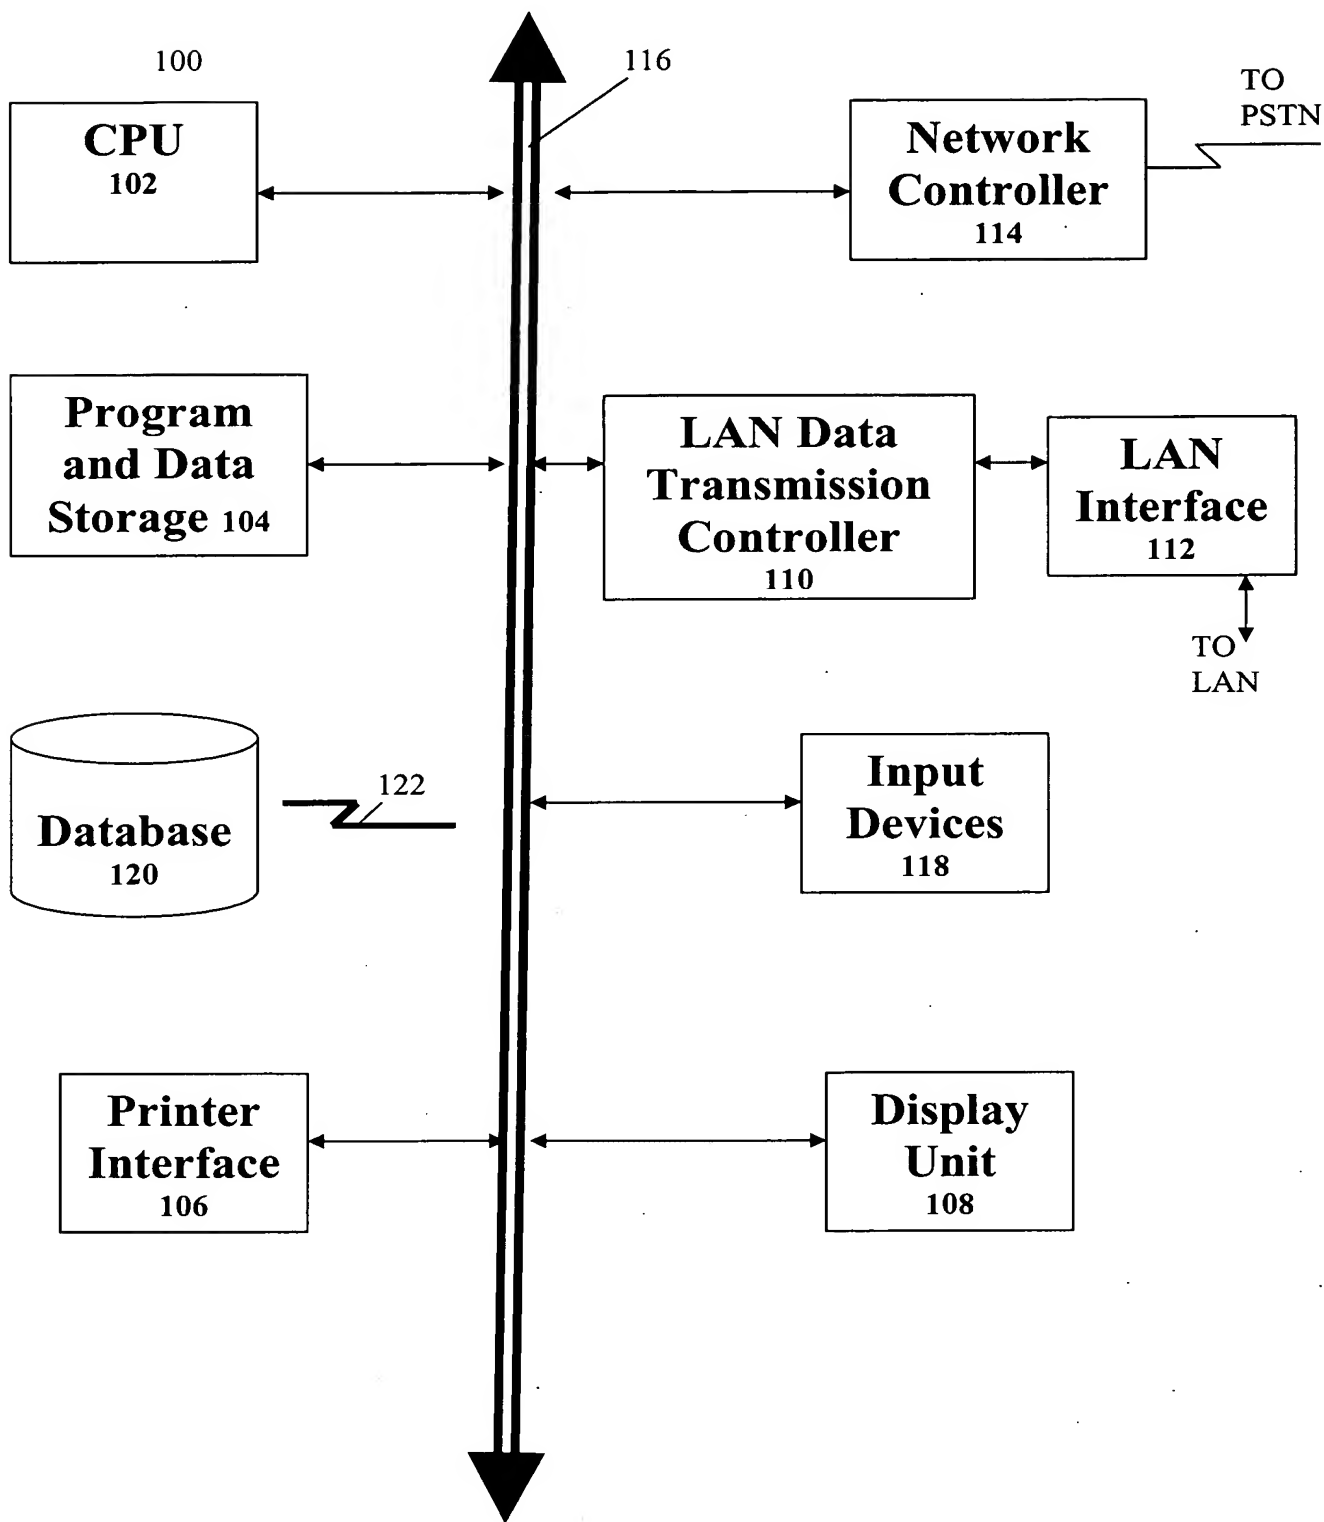 100
116
TO
PSTN
CPU
102
Network
Controller
114
Program
and Data
Storage 104
LAN Data
Transmission
Controller
110
LAN
Interface
112
TO
LAN
122
Database
120
Input
Devices
118
Printer
Interface
106
Display
Unit
108